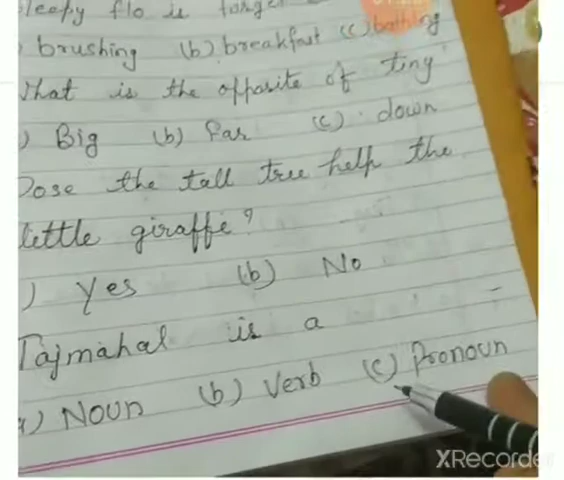 leepy flo is forget
) brushing (b) breakfast (c) bathing
What is the opposite of tiny
) Big (b) Far (c) down
Dose the tall tree help the
little giraffe?
) Yes (b) No
Tajmahal is a
a) Noun (b) Verb (c) Pronoun
XRecorder